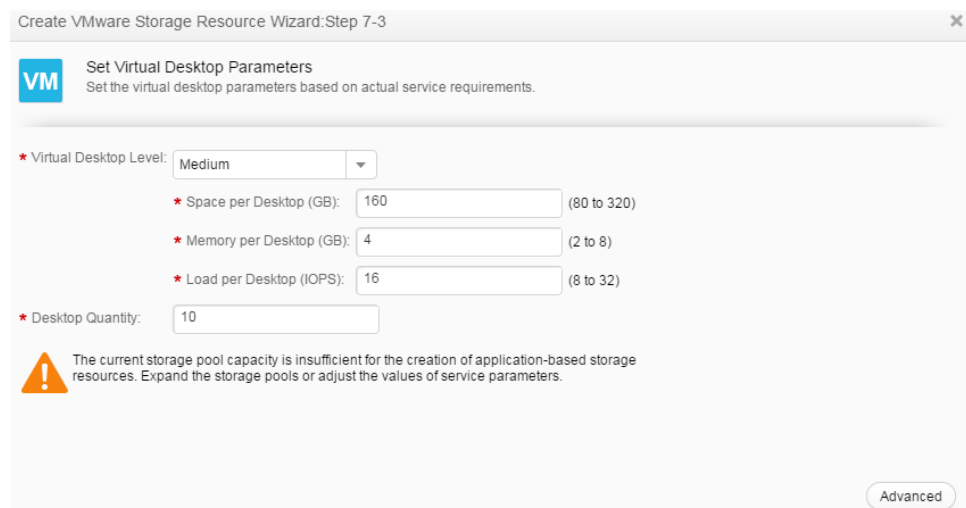 Create VMware Storage Resource Wizard:Step 7-3
VM
Set Virtual Desktop Parameters
Set the virtual desktop parameters based on actual service requirements.
* Virtual Desktop Level: Medium
* Space per Desktop (GB): 160 (80 to 320)
* Memory per Desktop (GB): 4 (2 to 8)
* Load per Desktop (IOPS): 16 (8 to 32)
* Desktop Quantity: 10
The current storage pool capacity is insufficient for the creation of application-based storage
resources. Expand the storage pools or adjust the values of service parameters.
Advanced